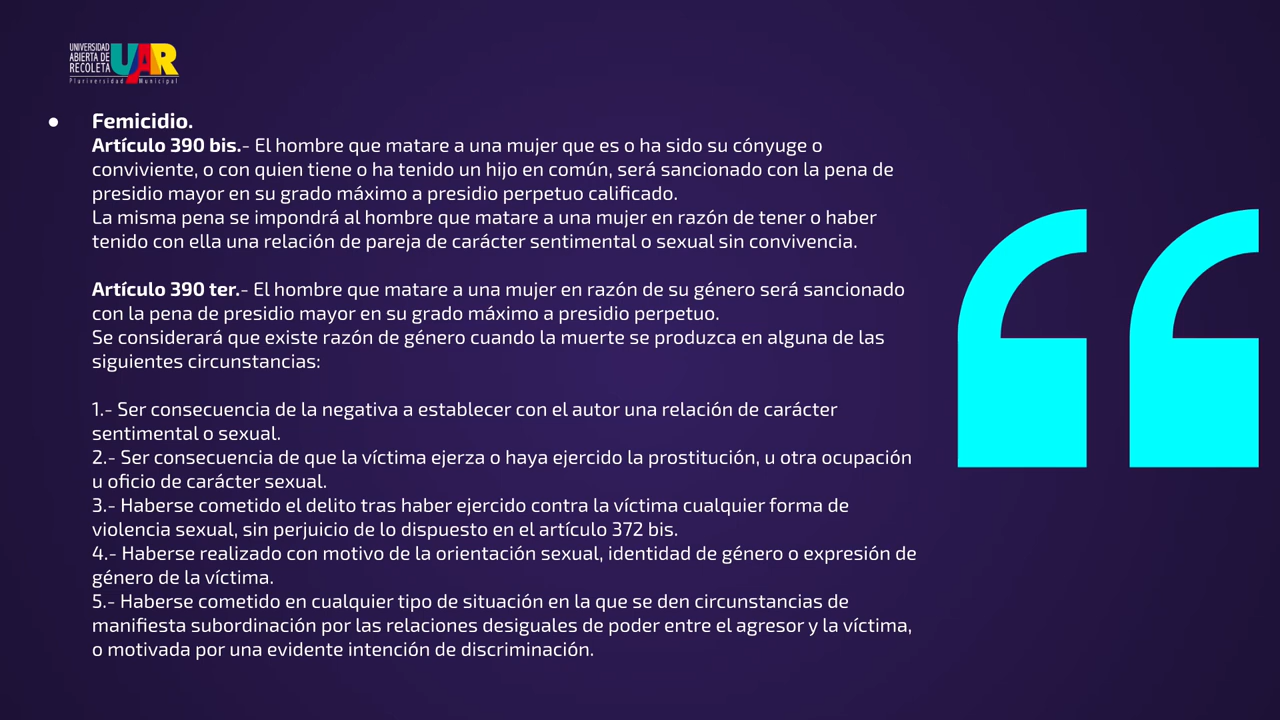 UNIVERSIDAD
ABIERTA DE
RECOLETA
UAR
Pluriversidad Municipal
● Femicidio.
Artículo 390 bis.- El hombre que matare a una mujer que es o ha sido su cónyuge o
conviviente, o con quien tiene o ha tenido un hijo en común, será sancionado con la pena de
presidio mayor en su grado máximo a presidio perpetuo calificado.
La misma pena se impondrá al hombre que matare a una mujer en razón de tener o haber
tenido con ella una relación de pareja de carácter sentimental o sexual sin convivencia.
Artículo 390 ter.- El hombre que matare a una mujer en razón de su género será sancionado
con la pena de presidio mayor en su grado máximo a presidio perpetuo.
Se considerará que existe razón de género cuando la muerte se produzca en alguna de las
siguientes circunstancias:
1.- Ser consecuencia de la negativa a establecer con el autor una relación de carácter
sentimental o sexual.
2.- Ser consecuencia de que la víctima ejerza o haya ejercido la prostitución, u otra ocupación
u oficio de carácter sexual.
3.- Haberse cometido el delito tras haber ejercido contra la víctima cualquier forma de
violencia sexual, sin perjuicio de lo dispuesto en el artículo 372 bis.
4.- Haberse realizado con motivo de la orientación sexual, identidad de género o expresión de
género de la víctima.
5.- Haberse cometido en cualquier tipo de situación en la que se den circunstancias de
manifiesta subordinación por las relaciones desiguales de poder entre el agresor y la víctima,
o motivada por una evidente intención de discriminación.